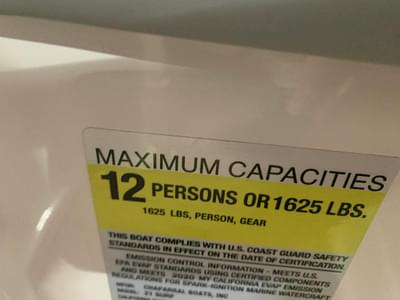 MAXIMUM CAPACITIES
12 PERSONS OR 1625 LBS.
1625 LBS, PERSON, GEAR
THIS BOAT COMPLIES WITH U.S. COAST GUARD SAFETY
STANDARDS IN EFFECT ON THE DATE OF CERTIFICATION.
EMISSION CONTROL INFORMATION - MEETS U.S.
EPA EVAP STANDARDS USING CERTIFIED COMPONENTS
AND MEETS 2020 MY CALIFORNIA EVAP EMISSION
REGULATIONS FOR SPARK-IGNITION MARINE WATERCRAFT
MFGR: CHAPARRAL BOATS, INC
MODEL: 21 SURF